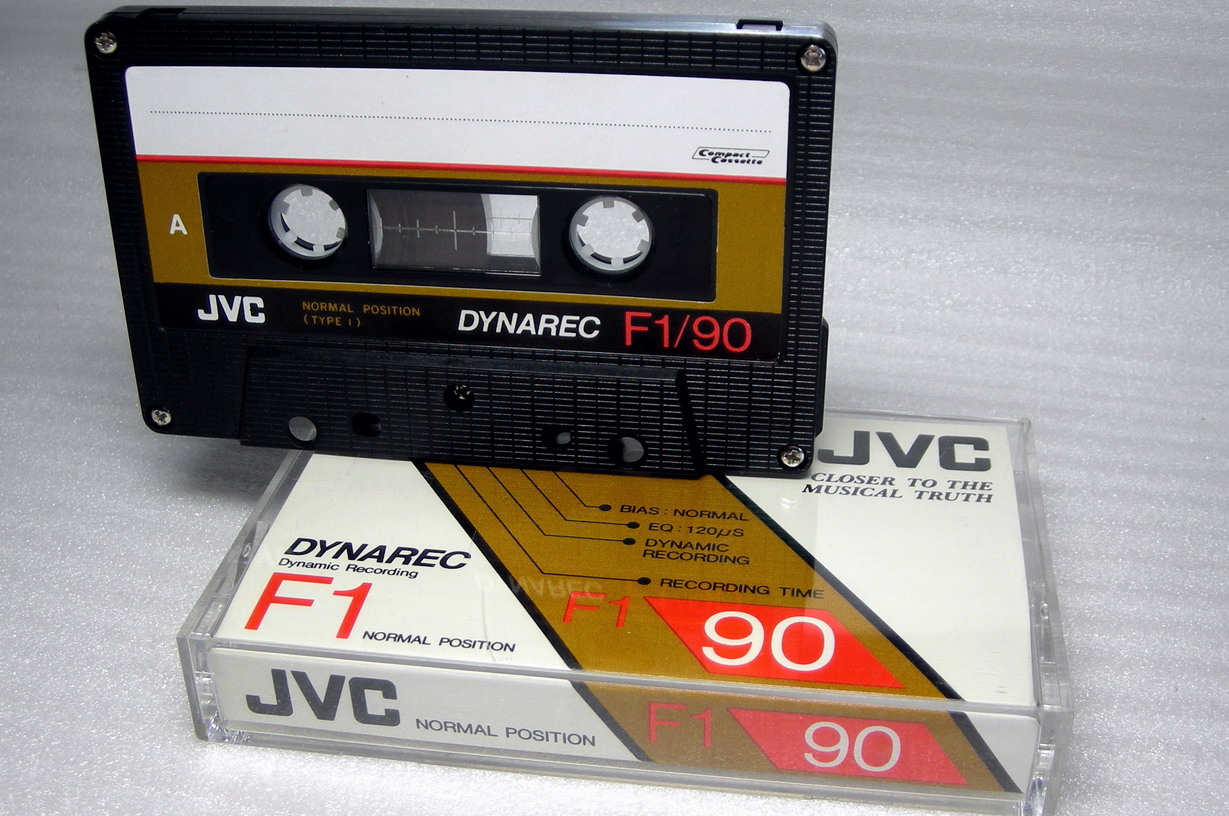 Compact
Cassette
A
JVC
NORMAL POSITION
(TYPE I)
DYNAREC
F1/90
JVC
CLOSER TO THE
MUSICAL TRUTH
BIAS : NORMAL
EQ : 120μS
DYNAMIC
RECORDING
RECORDING TIME
DYNAREC
Dynamic Recording
F1
NORMAL POSITION
F1
90
JVC
NORMAL POSITION
F1
90